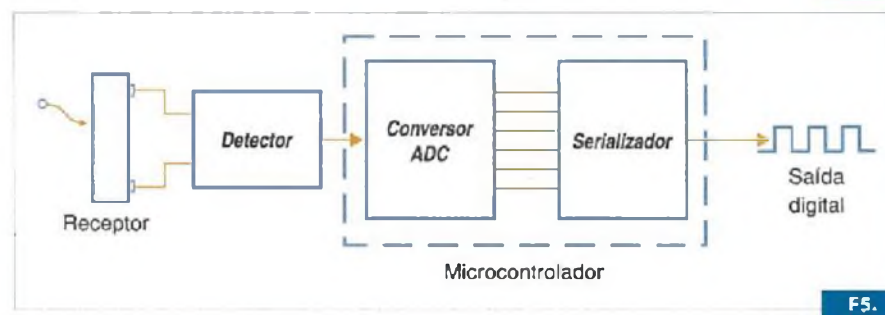 Receptor
Detector
Conversor
ADC
Serializador
Microcontrolador
Saída
digital
F5.